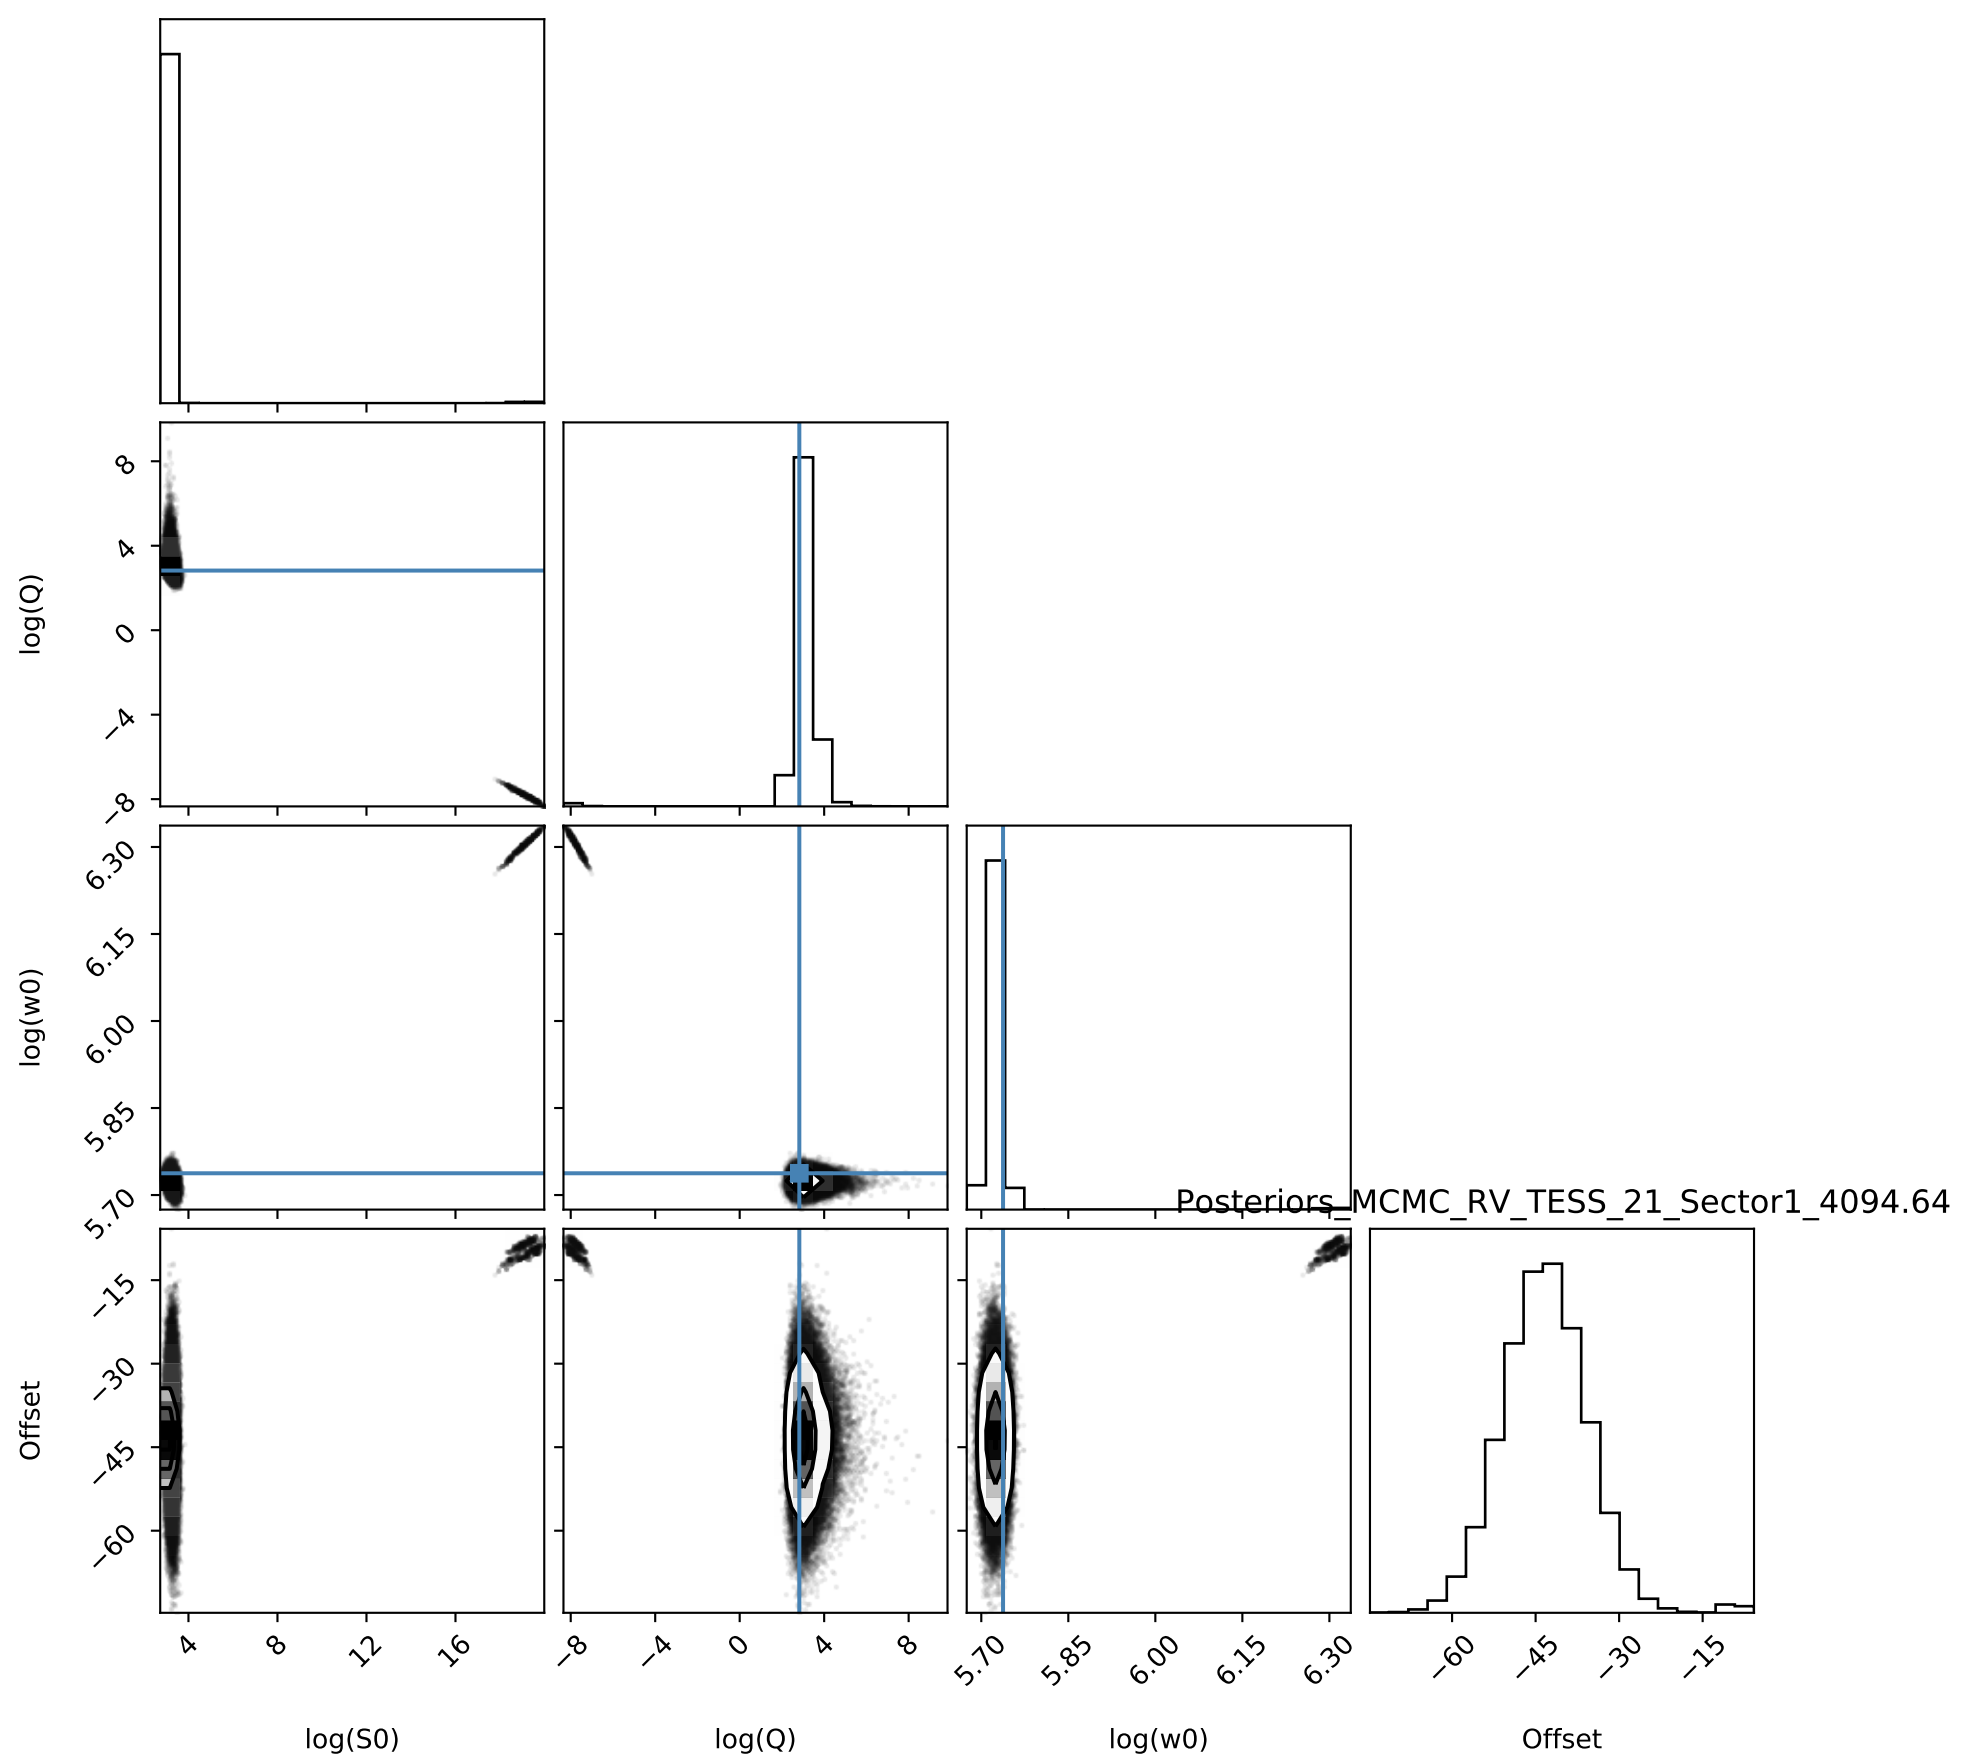 8
4
0
−4
−8
log(Q)
6.30
6.15
6.00
5.85
5.70
log(w0)
Posteriors_MCMC_RV_TESS_21_Sector1_4094.64
−15
−30
−45
−60
Offset
4 8 12 16
−8 −4 0 4 8
5.70 5.85 6.00 6.15 6.30
−60 −45 −30 −15
log(S0) log(Q) log(w0) Offset